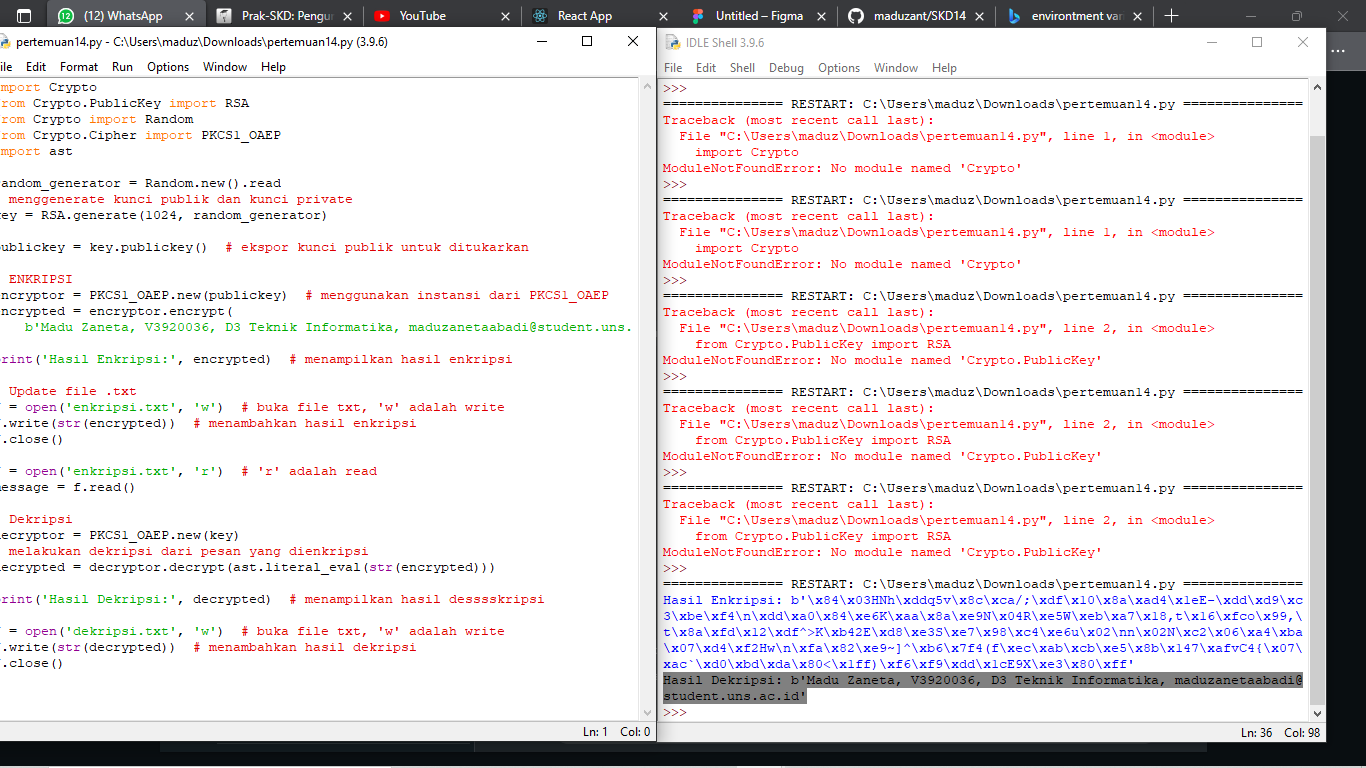 (12) WhatsApp
Prak-SKD: Pengu
YouTube
React App
Untitled – Figma
maduzant/SKD14
environtment var
pertemuan14.py - C:\Users\maduz\Downloads\pertemuan14.py (3.9.6)
ile Edit Format Run Options Window Help
mport Crypto
rom Crypto.PublicKey import RSA
rom Crypto import Random
rom Crypto.Cipher import PKCS1_OAEP
mport ast
andom_generator = Random.new().read
menggenerate kunci publik dan kunci private
ey = RSA.generate(1024, random_generator)
ublickey = key.publickey() # ekspor kunci publik untuk ditukarkan
ENKRIPSI
ncryptor = PKCS1_OAEP.new(publickey) # menggunakan instansi dari PKCS1_OAEP
ncrypted = encryptor.encrypt(
b'Madu Zaneta, V3920036, D3 Teknik Informatika, maduzanetaabadi@student.uns.
rint('Hasil Enkripsi:', encrypted) # menampilkan hasil enkripsi
Update file .txt
= open('enkripsi.txt', 'w') # buka file txt, 'w' adalah write
.write(str(encrypted)) # menambahkan hasil enkripsi
.close()
= open('enkripsi.txt', 'r') # 'r' adalah read
essage = f.read()
Dekripsi
ecryptor = PKCS1_OAEP.new(key)
melakukan dekripsi dari pesan yang dienkripsi
ecrypted = decryptor.decrypt(ast.literal_eval(str(encrypted)))
rint('Hasil Dekripsi:', decrypted) # menampilkan hasil desssskripsi
= open('dekripsi.txt', 'w') # buka file txt, 'w' adalah write
.write(str(decrypted)) # menambahkan hasil dekripsi
.close()
Ln: 1 Col: 0
IDLE Shell 3.9.6
File Edit Shell Debug Options Window Help
>>>
=============== RESTART: C:\Users\maduz\Downloads\pertemuan14.py ===============
Traceback (most recent call last):
File "C:\Users\maduz\Downloads\pertemuan14.py", line 1, in <module>
import Crypto
ModuleNotFoundError: No module named 'Crypto'
>>>
=============== RESTART: C:\Users\maduz\Downloads\pertemuan14.py ===============
Traceback (most recent call last):
File "C:\Users\maduz\Downloads\pertemuan14.py", line 1, in <module>
import Crypto
ModuleNotFoundError: No module named 'Crypto'
>>>
=============== RESTART: C:\Users\maduz\Downloads\pertemuan14.py ===============
Traceback (most recent call last):
File "C:\Users\maduz\Downloads\pertemuan14.py", line 2, in <module>
from Crypto.PublicKey import RSA
ModuleNotFoundError: No module named 'Crypto.PublicKey'
>>>
=============== RESTART: C:\Users\maduz\Downloads\pertemuan14.py ===============
Traceback (most recent call last):
File "C:\Users\maduz\Downloads\pertemuan14.py", line 2, in <module>
from Crypto.PublicKey import RSA
ModuleNotFoundError: No module named 'Crypto.PublicKey'
>>>
=============== RESTART: C:\Users\maduz\Downloads\pertemuan14.py ===============
Traceback (most recent call last):
File "C:\Users\maduz\Downloads\pertemuan14.py", line 2, in <module>
from Crypto.PublicKey import RSA
ModuleNotFoundError: No module named 'Crypto.PublicKey'
>>>
=============== RESTART: C:\Users\maduz\Downloads\pertemuan14.py ===============
Hasil Enkripsi: b'\x84\x03HNh\xddq5v\x8c\xca/;\xdf\x10\x8a\xad4\x1eE-\xdd\xd9\xc
3\xbe\xf4\n\xdd\xa0\x84\xe6K\xaa\x8a\xe9N\x04R\xe5W\xeb\xa7\x18,t\x16\xfco\x99,\
t\x8a\xfd\x12\xdf^>K\xb42E\xd8\xe3S\xe7\x98\xc4\xe6u\x02\nn\x02N\xc2\x06\xa4\xba
\x07\xd4\xf2Hw\n\xfa\x82\xe9~]^\xb6\x7f4(f\xec\xab\xcb\xe5\x8b\x147\xafvC4{\x07\
xac`\xd0\xbd\xda\x80<\x1ff)\xf6\xf9\xdd\x1cE9X\xe3\x80\xff'
Hasil Dekripsi: b'Madu Zaneta, V3920036, D3 Teknik Informatika, maduzanetaabadi@
student.uns.ac.id'
>>>
Ln: 36 Col: 98